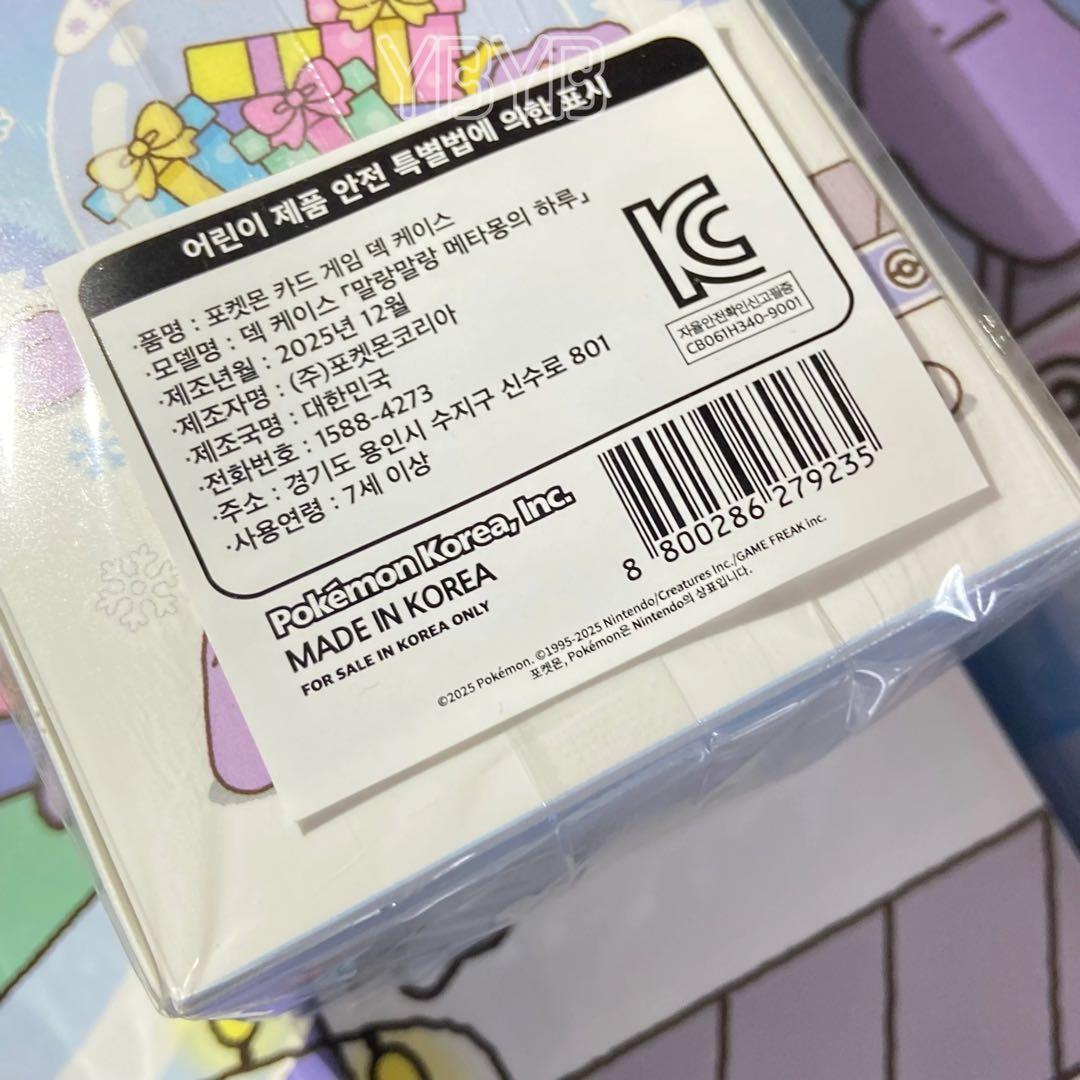 YBYB
어린이 제품 안전 특별법에 의한 표시
·품명 : 포켓몬 카드 게임 덱 케이스
·모델명 : 덱 케이스 「말랑말랑 메타몽의 하루」
·제조년월 : 2025년 12월
·제조자명 : (주)포켓몬코리아
·제조국명 : 대한민국
·전화번호 : 1588-4273
·주소 : 경기도 용인시 수지구 신수로 801
·사용연령 : 7세 이상
KC
자율안전확인신고필증
CB061H340-9001
Pokémon Korea, Inc.
MADE IN KOREA
FOR SALE IN KOREA ONLY
8 800286 279235
©2025 Pokémon. ©1995-2025 Nintendo/Creatures Inc./GAME FREAK inc.
포켓몬, Pokémon은 Nintendo의 상표입니다.